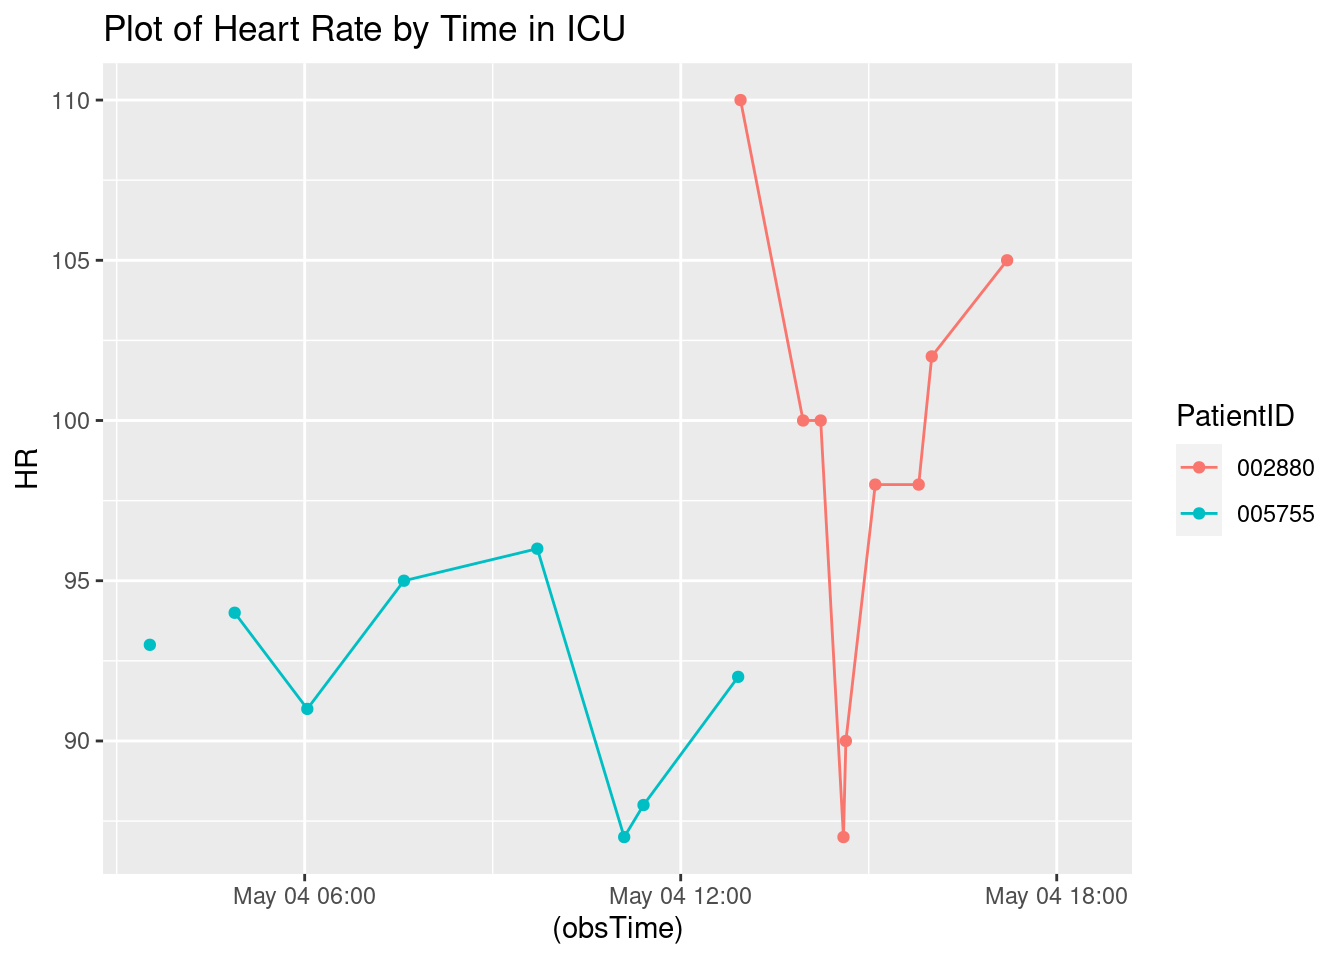 Plot of Heart Rate by Time in ICU
110
105
100
95
90
HR
May 04 06:00
May 04 12:00
May 04 18:00
(obsTime)
PatientID
002880
005755